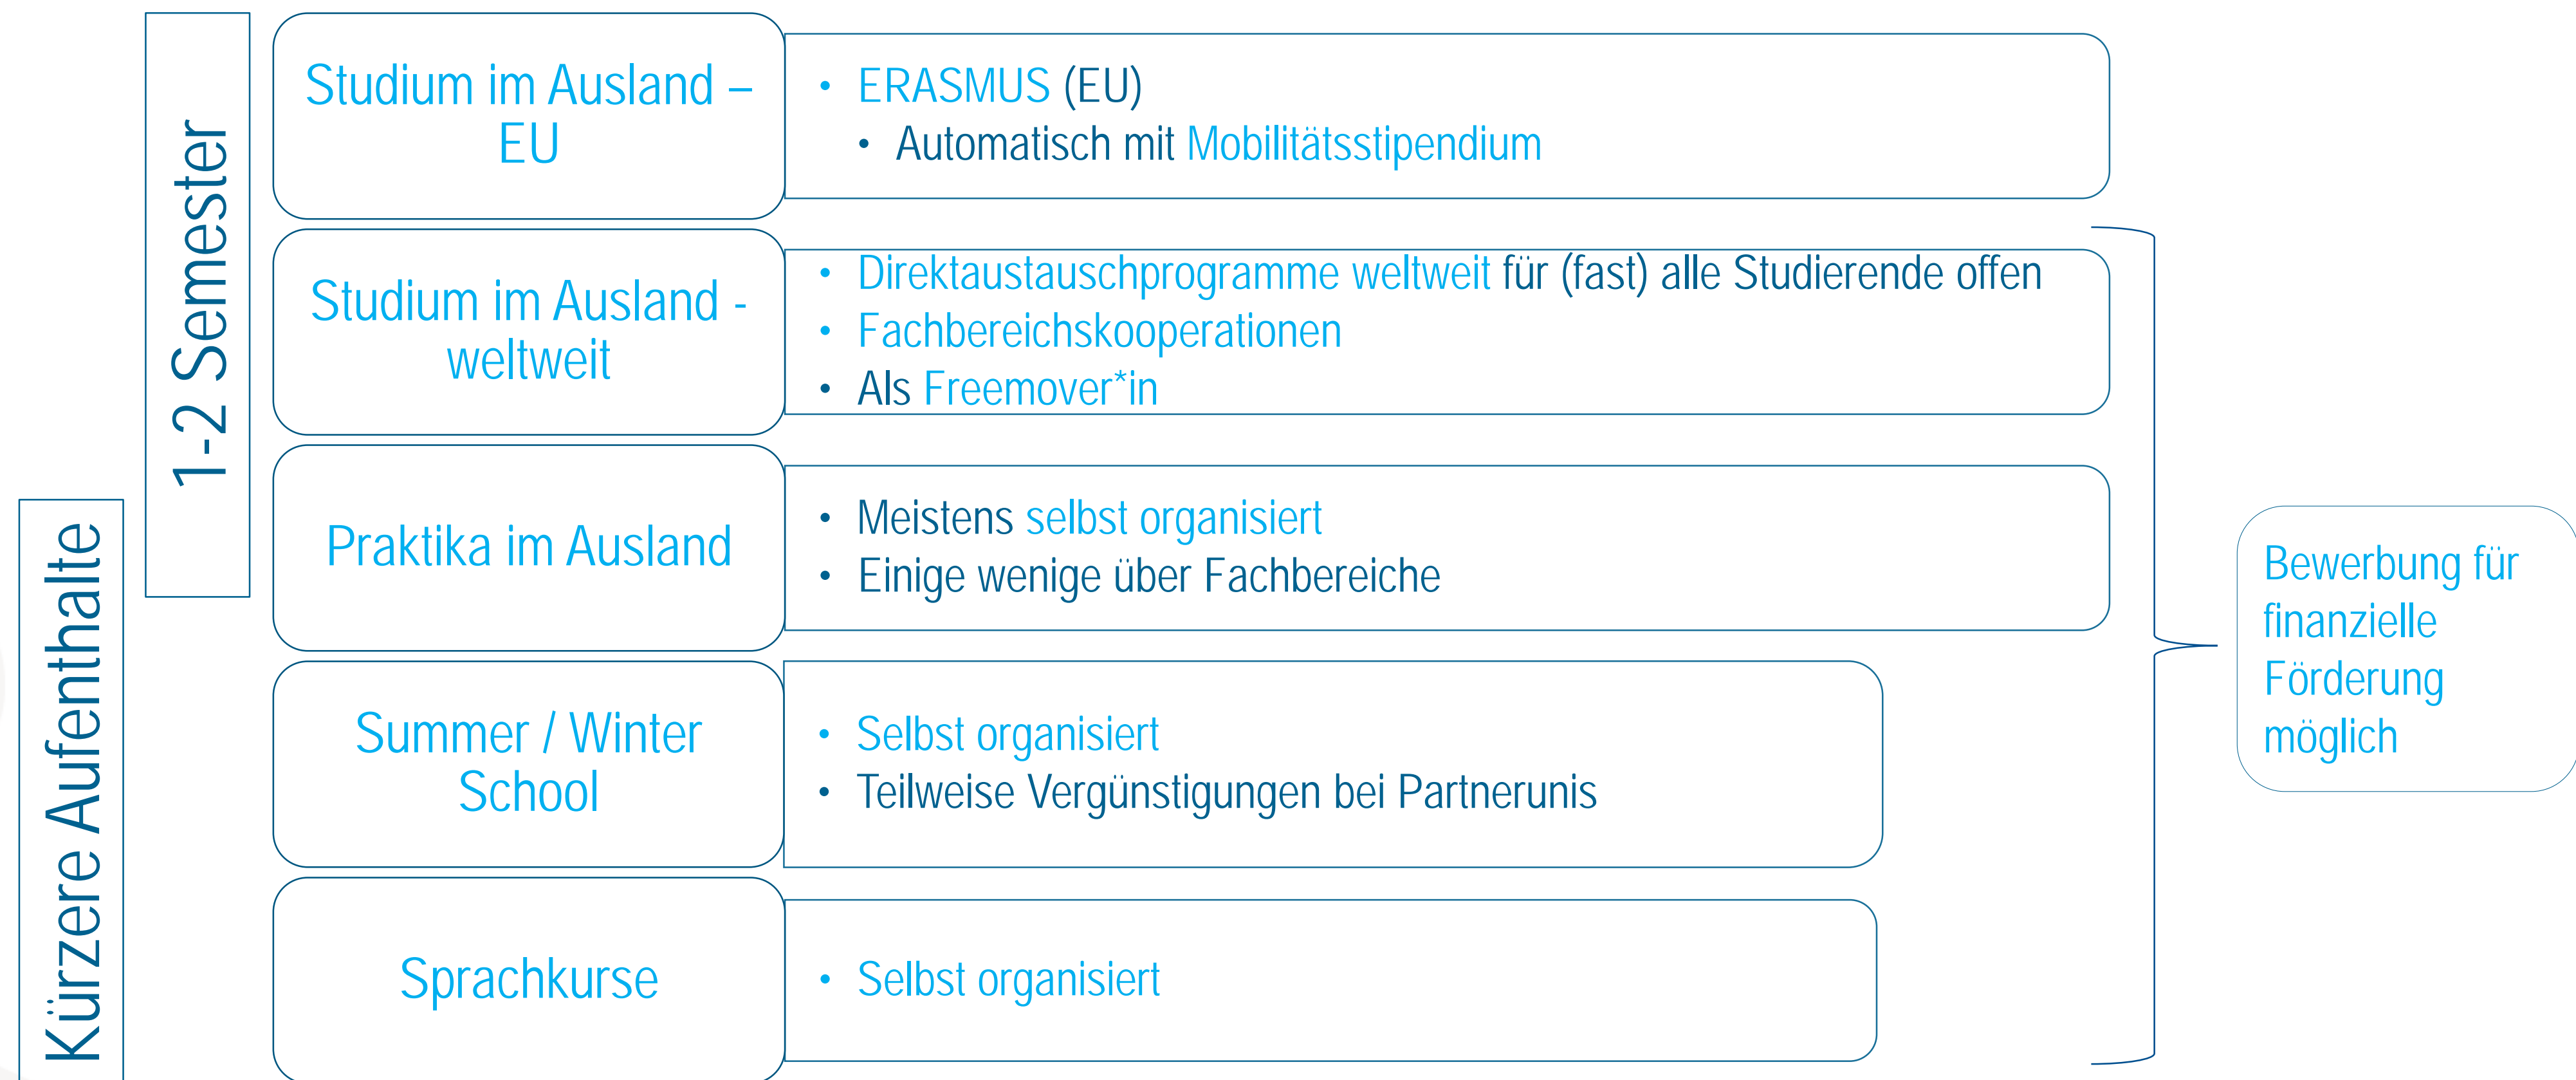 1-2 Semester
Kürzere Aufenthalte
Studium im Ausland –
EU
• ERASMUS (EU)
• Automatisch mit Mobilitätsstipendium
Studium im Ausland -
weltweit
• Direktaustauschprogramme weltweit für (fast) alle Studierende offen
• Fachbereichskooperationen
• Als Freemover*in
Praktika im Ausland
• Meistens selbst organisiert
• Einige wenige über Fachbereiche
Summer / Winter
School
• Selbst organisiert
• Teilweise Vergünstigungen bei Partnerunis
Sprachkurse
• Selbst organisiert
Bewerbung für
finanzielle
Förderung
möglich